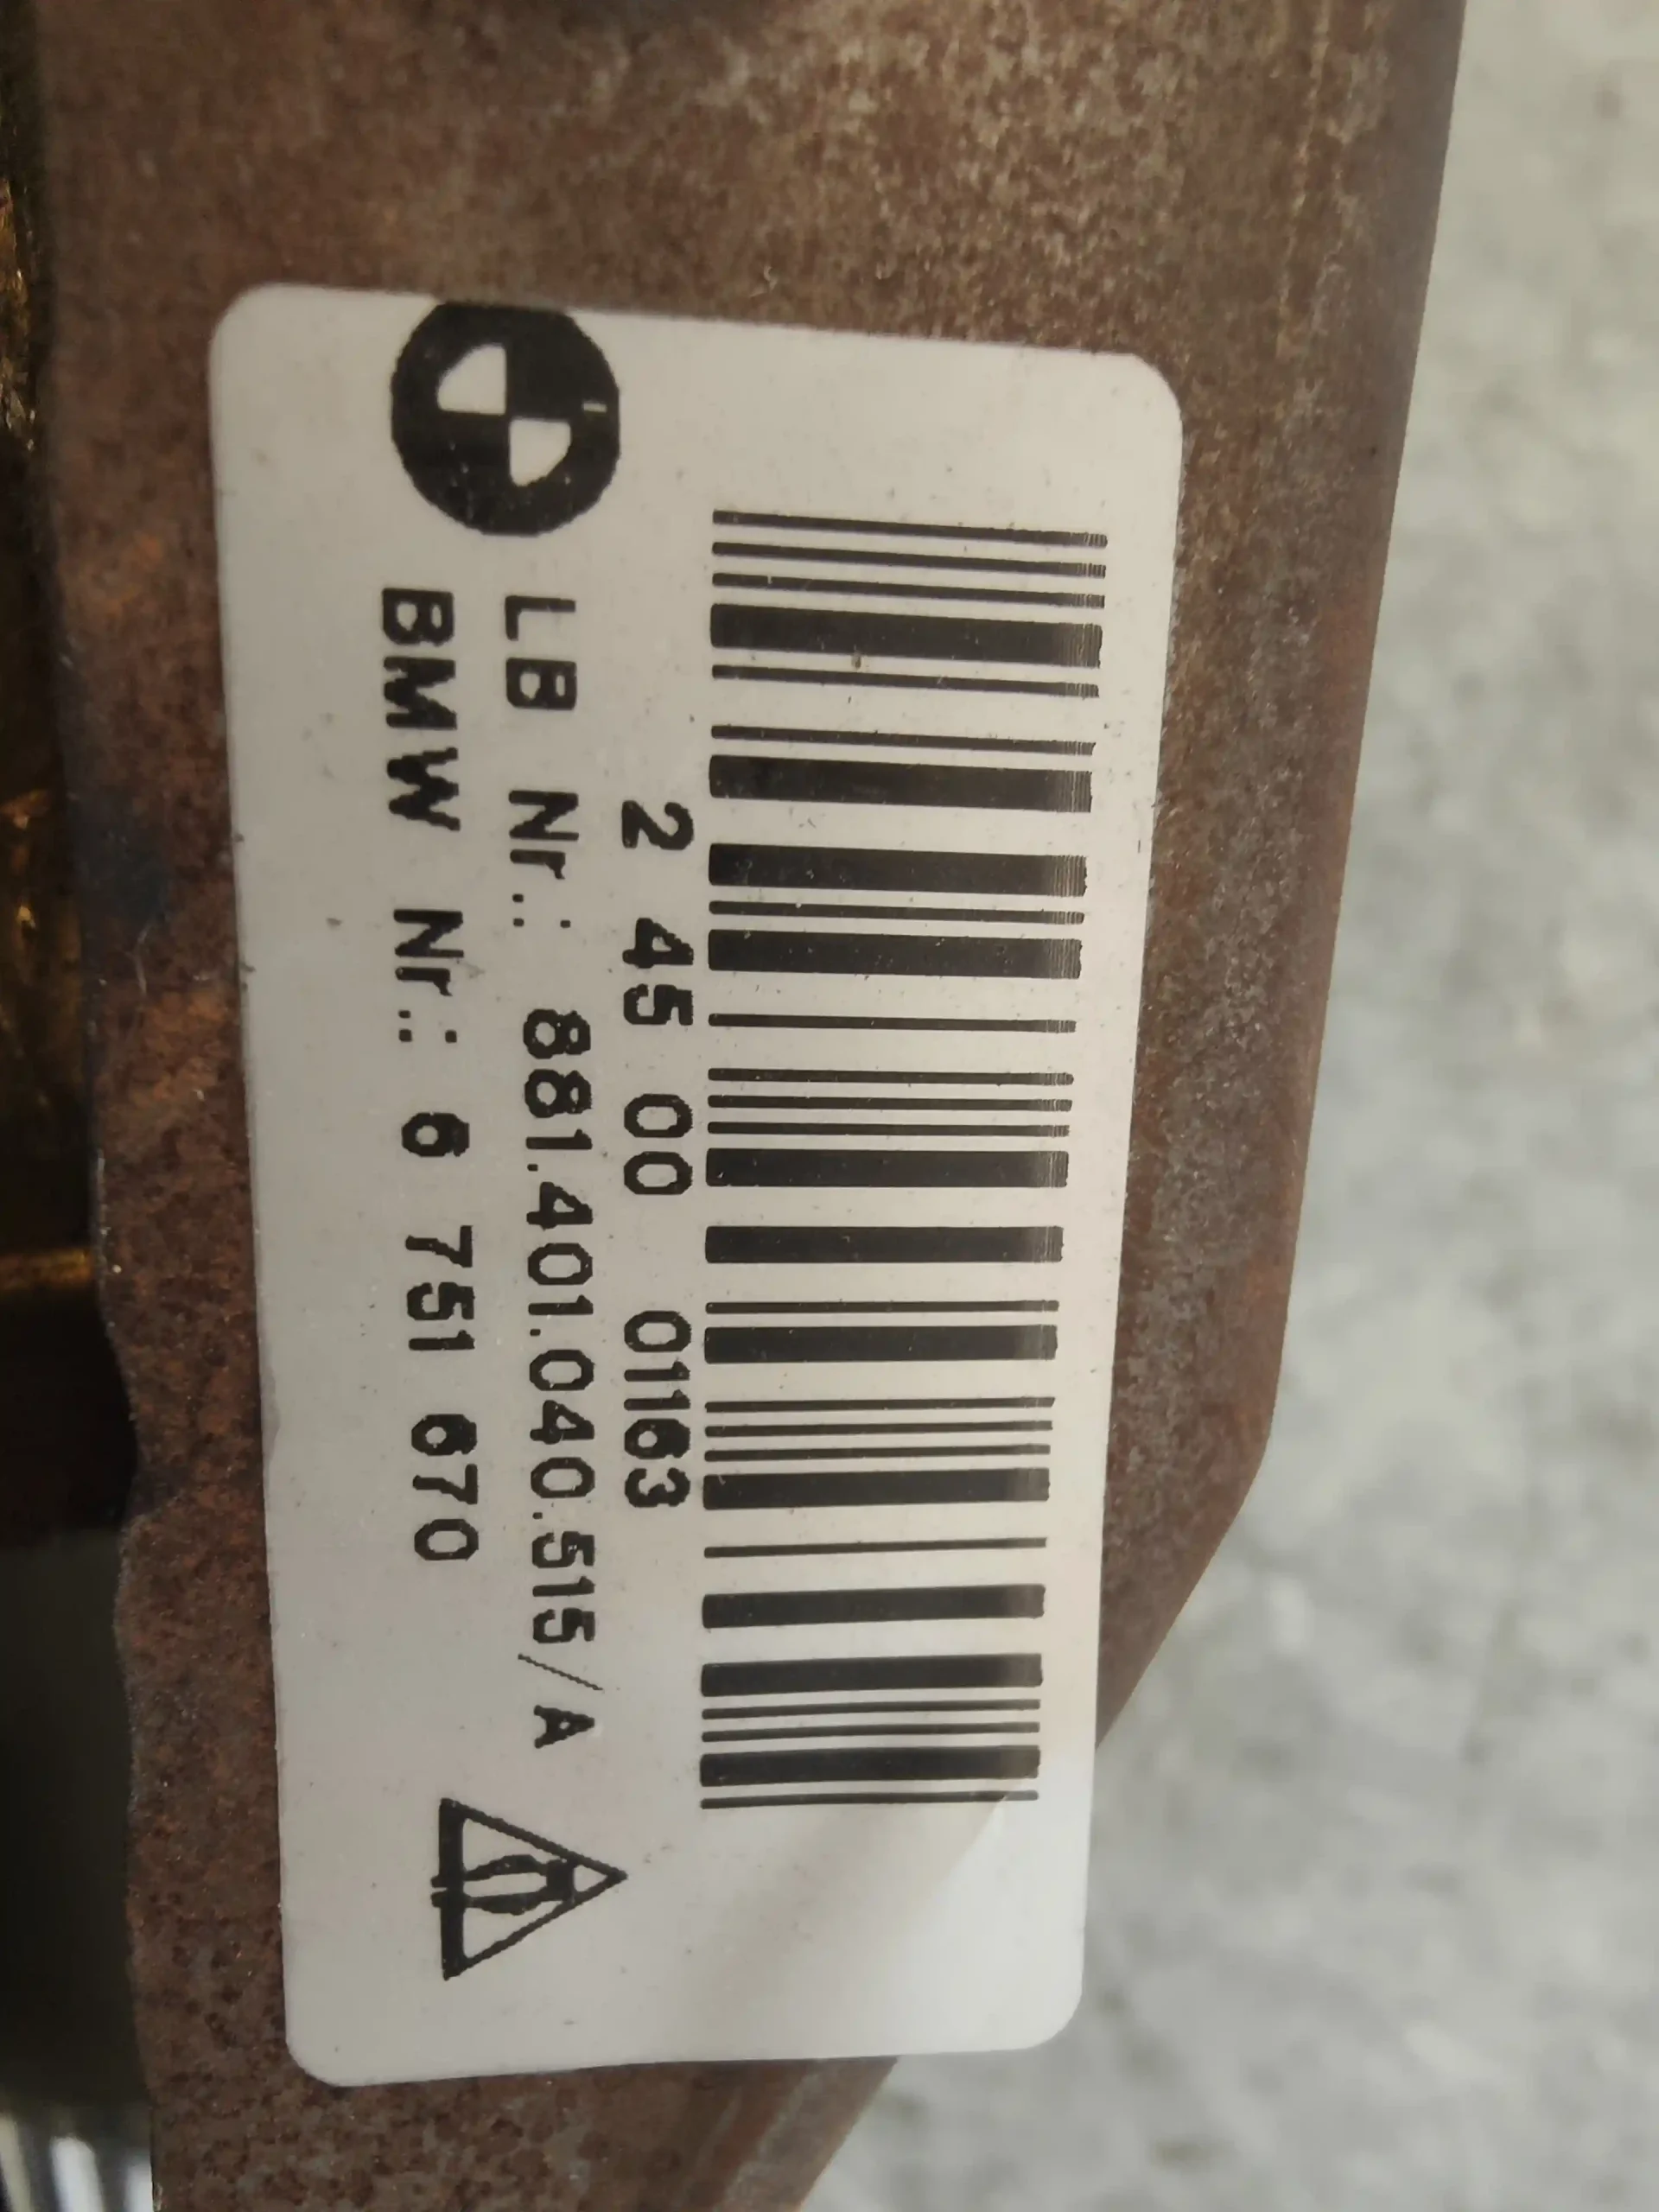 2 45 00 01163
LB Nr.: 881.401.040.515/A
BMW Nr.: 6 751 670